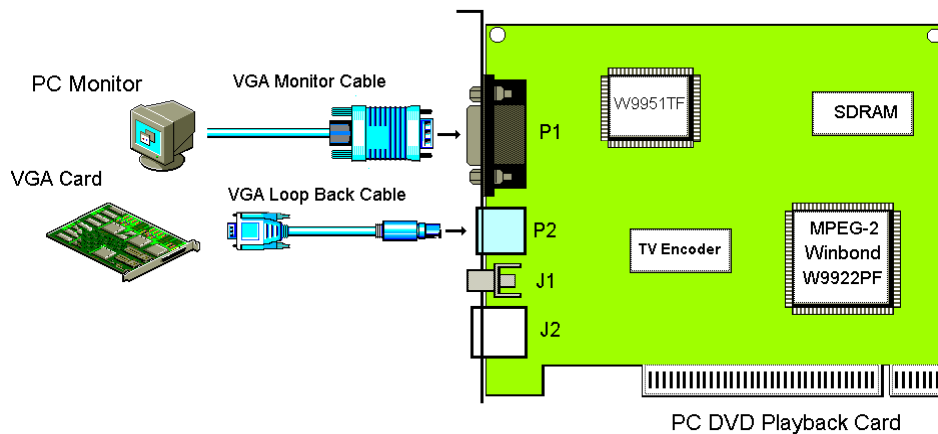 PC Monitor
VGA Monitor Cable
P1
W9951TF
SDRAM
VGA Card
VGA Loop Back Cable
P2
TV Encoder
MPEG-2
Winbond
W9922PF
J1
J2
PC DVD Playback Card